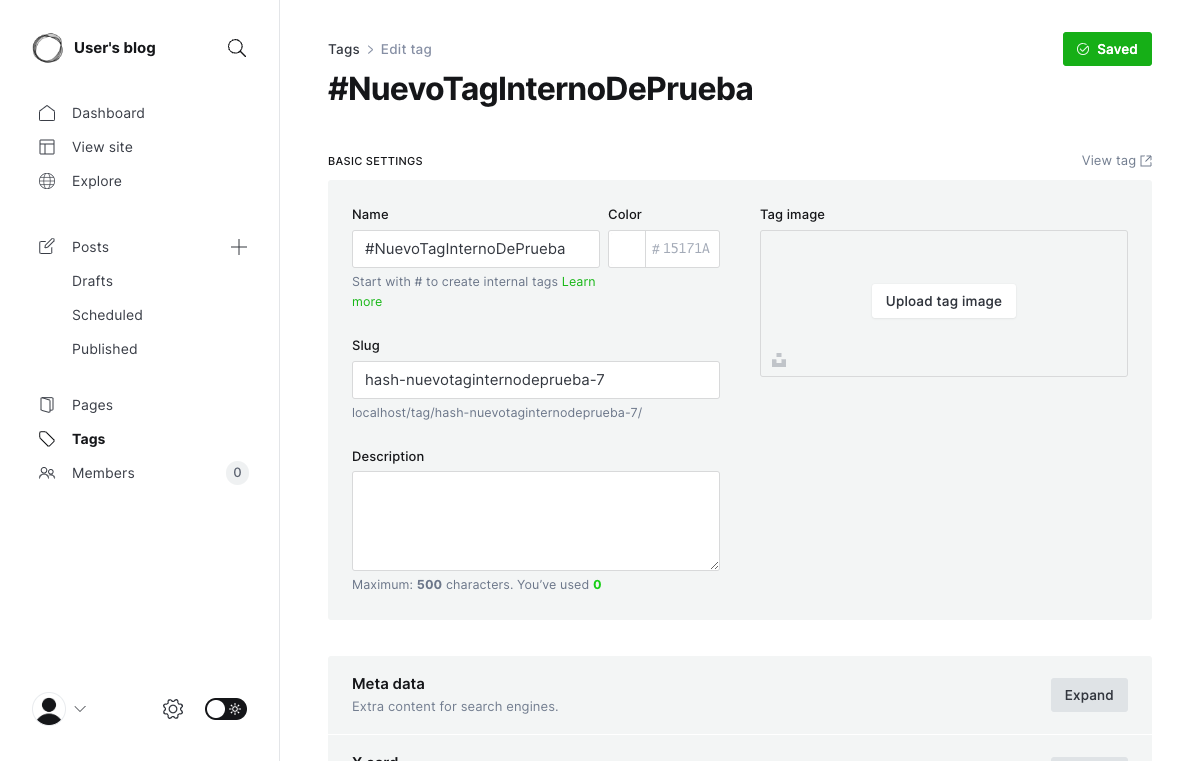 User's blog
Dashboard
View site
Explore
Posts
Drafts
Scheduled
Published
Pages
Tags
Members
0
Tags > Edit tag
Saved
#NuevoTagInternoDePrueba
BASIC SETTINGS
View tag
Name
Color
Tag image
#NuevoTagInternoDePrueba
# 15171A
Start with # to create internal tags Learn
more
Upload tag image
Slug
hash-nuevotaginternodeprueba-7
localhost/tag/hash-nuevotaginternodeprueba-7/
Description
Maximum: 500 characters. You've used 0
Meta data
Extra content for search engines.
Expand
X card